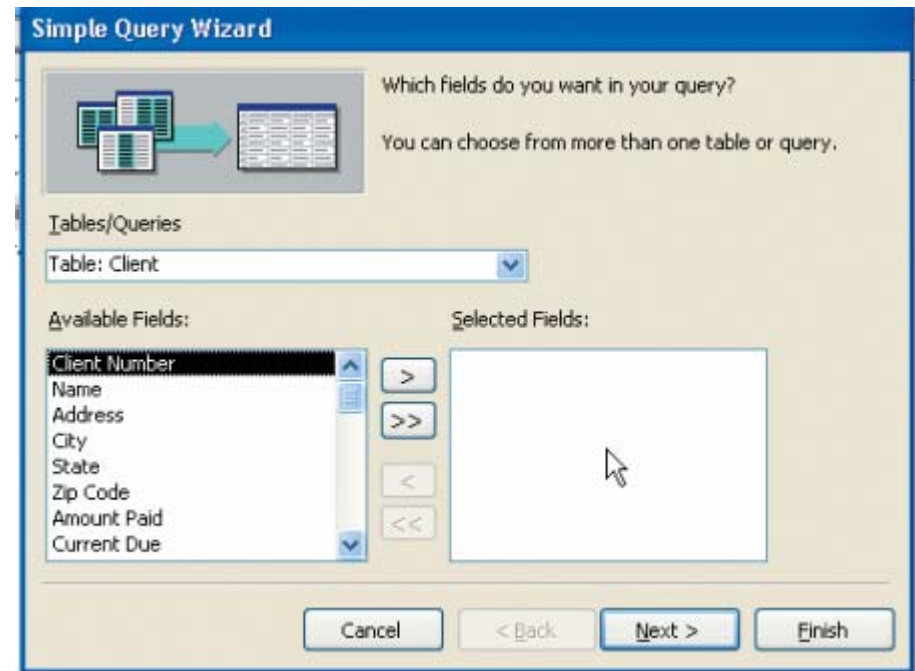 Simple Query Wizard
Which fields do you want in your query?
You can choose from more than one table or query.
Tables/Queries
Table: Client
Available Fields:
Selected Fields:
Client Number
Name
Address
City
State
Zip Code
Amount Paid
Current Due
>
>>
<
<<
Cancel
< Back
Next >
Finish